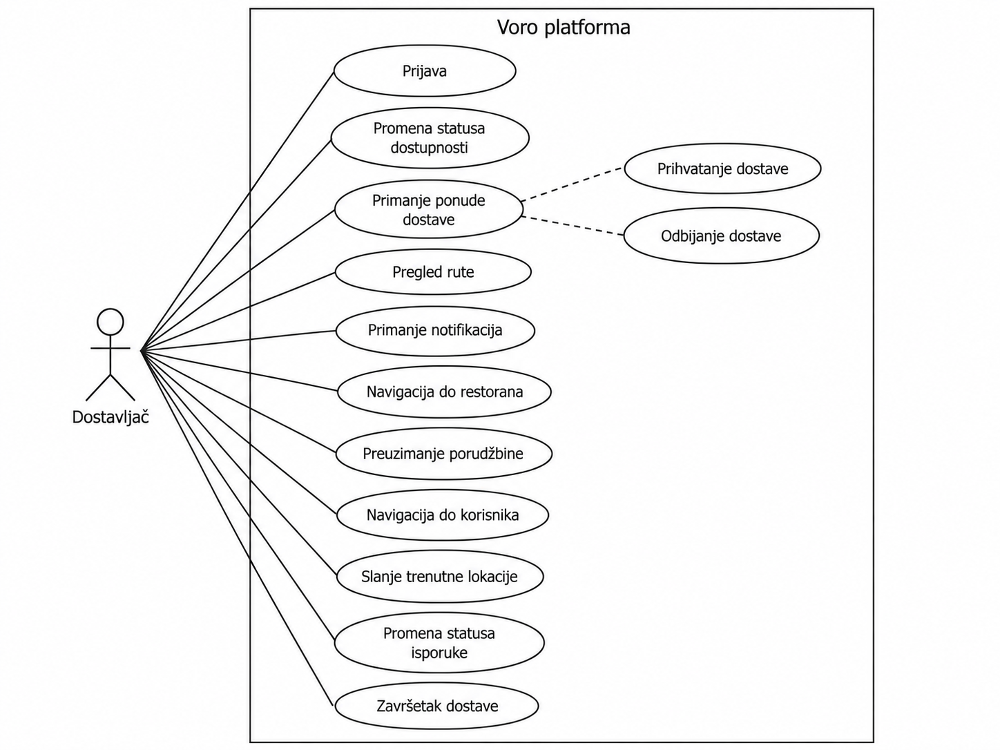 Voro platforma
Prijava
Promena statusa
dostupnosti
Primanje ponude
dostave
Prihvatanje dostave
Odbijanje dostave
Pregled rute
Primanje notifikacija
Navigacija do restorana
Dostavljač
Preuzimanje porudžbine
Navigacija do korisnika
Slanje trenutne lokacije
Promena statusa
isporuke
Završetak dostave